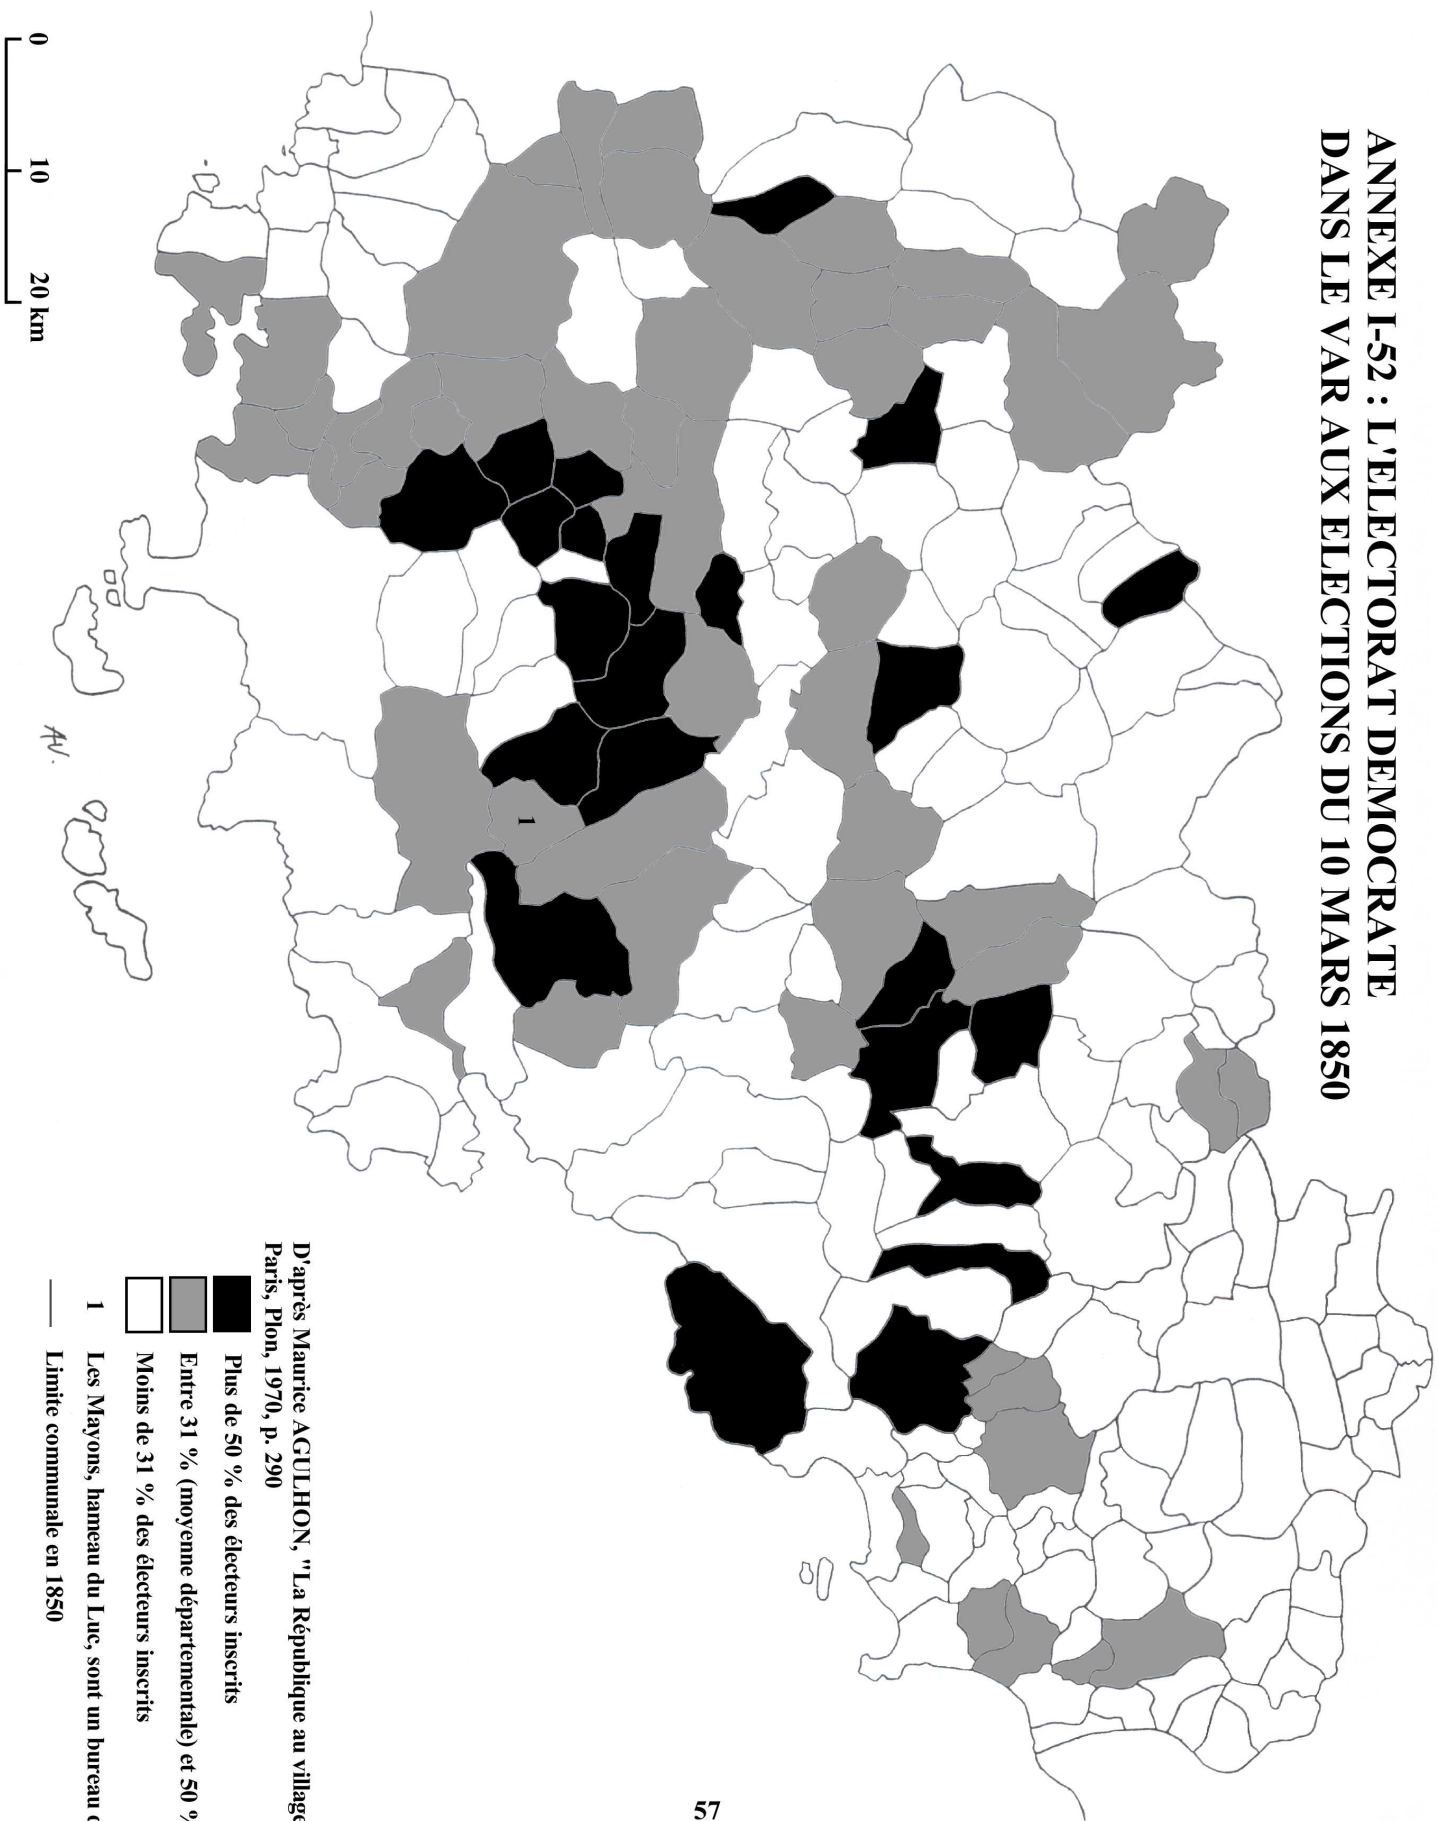 ANNEXE I-52 : L'ELECTORAT DEMOCRATE
DANS LE VAR AUX ELECTIONS DU 10 MARS 1850
1
0 10 20 km
AV.
D'après Maurice AGULHON, "La République au village
Paris, Plon, 1970, p. 290
Plus de 50 % des électeurs inscrits
Entre 31 % (moyenne départementale) et 50 %
Moins de 31 % des électeurs inscrits
1 Les Mayons, hameau du Luc, sont un bureau
Limite communale en 1850
57